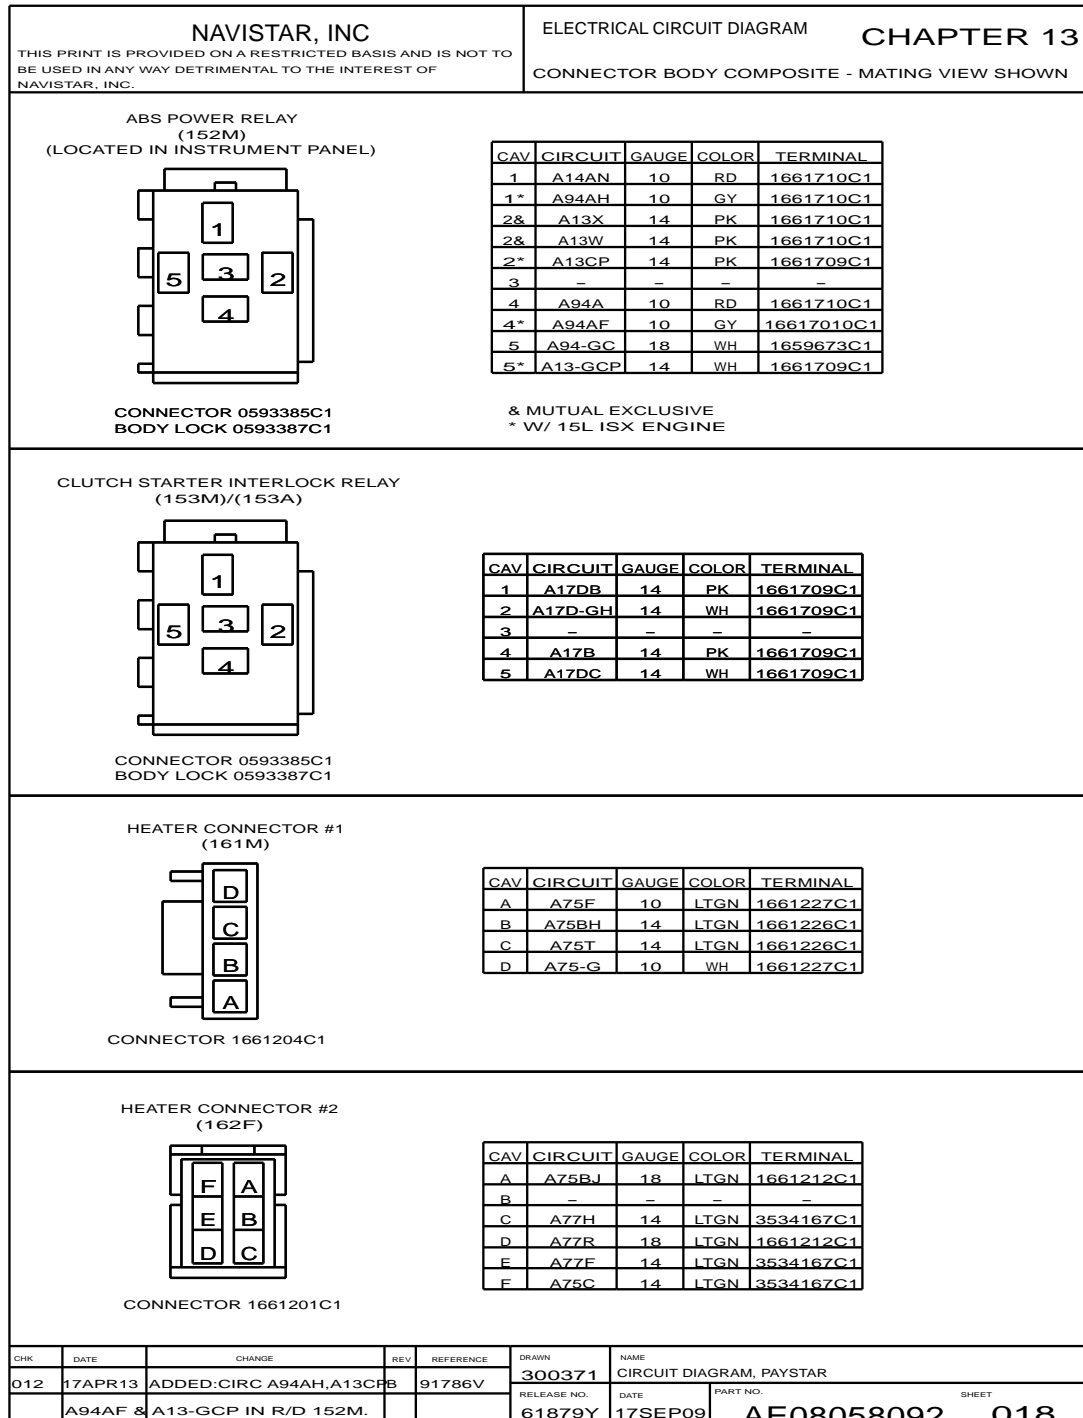 NAVISTAR, INC
THIS PRINT IS PROVIDED ON A RESTRICTED BASIS AND IS NOT TO
BE USED IN ANY WAY DETRIMENTAL TO THE INTEREST OF
NAVISTAR, INC.
ELECTRICAL CIRCUIT DIAGRAM
CHAPTER 13
CONNECTOR BODY COMPOSITE - MATING VIEW SHOWN
ABS POWER RELAY
(152M)
(LOCATED IN INSTRUMENT PANEL)
1
5 3 2
4
CONNECTOR 0593385C1
BODY LOCK 0593387C1
CAV CIRCUIT GAUGE COLOR TERMINAL
1 A14AN 10 RD 1661710C1
1* A94AH 10 GY 1661710C1
2& A13X 14 PK 1661710C1
2& A13W 14 PK 1661710C1
2* A13CP 14 PK 1661709C1
3 – – – –
4 A94A 10 RD 1661710C1
4* A94AF 10 GY 16617010C1
5 A94-GC 18 WH 1659673C1
5* A13-GCP 14 WH 1661709C1
& MUTUAL EXCLUSIVE
* W/ 15L ISX ENGINE
CLUTCH STARTER INTERLOCK RELAY
(153M)/(153A)
1
5 3 2
4
CONNECTOR 0593385C1
BODY LOCK 0593387C1
CAV CIRCUIT GAUGE COLOR TERMINAL
1 A17DB 14 PK 1661709C1
2 A17D-GH 14 WH 1661709C1
3 – – – –
4 A17B 14 PK 1661709C1
5 A17DC 14 WH 1661709C1
HEATER CONNECTOR #1
(161M)
D
C
B
A
CONNECTOR 1661204C1
CAV CIRCUIT GAUGE COLOR TERMINAL
A A75F 10 LTGN 1661227C1
B A75BH 14 LTGN 1661226C1
C A75T 14 LTGN 1661226C1
D A75-G 10 WH 1661227C1
HEATER CONNECTOR #2
(162F)
F A
E B
D C
CONNECTOR 1661201C1
CAV CIRCUIT GAUGE COLOR TERMINAL
A A75BJ 18 LTGN 1661212C1
B – – – –
C A77H 14 LTGN 3534167C1
D A77R 18 LTGN 1661212C1
E A77F 14 LTGN 3534167C1
F A75C 14 LTGN 3534167C1
CHK DATE CHANGE REV REFERENCE
012 17APR13 ADDED:CIRC A94AH,A13CP B 91786V
A94AF & A13-GCP IN R/D 152M.
DRAWN
300371
NAME
CIRCUIT DIAGRAM, PAYSTAR
RELEASE NO.
61879Y
DATE
17SEP09
PART NO.
AE08058092
SHEET
018